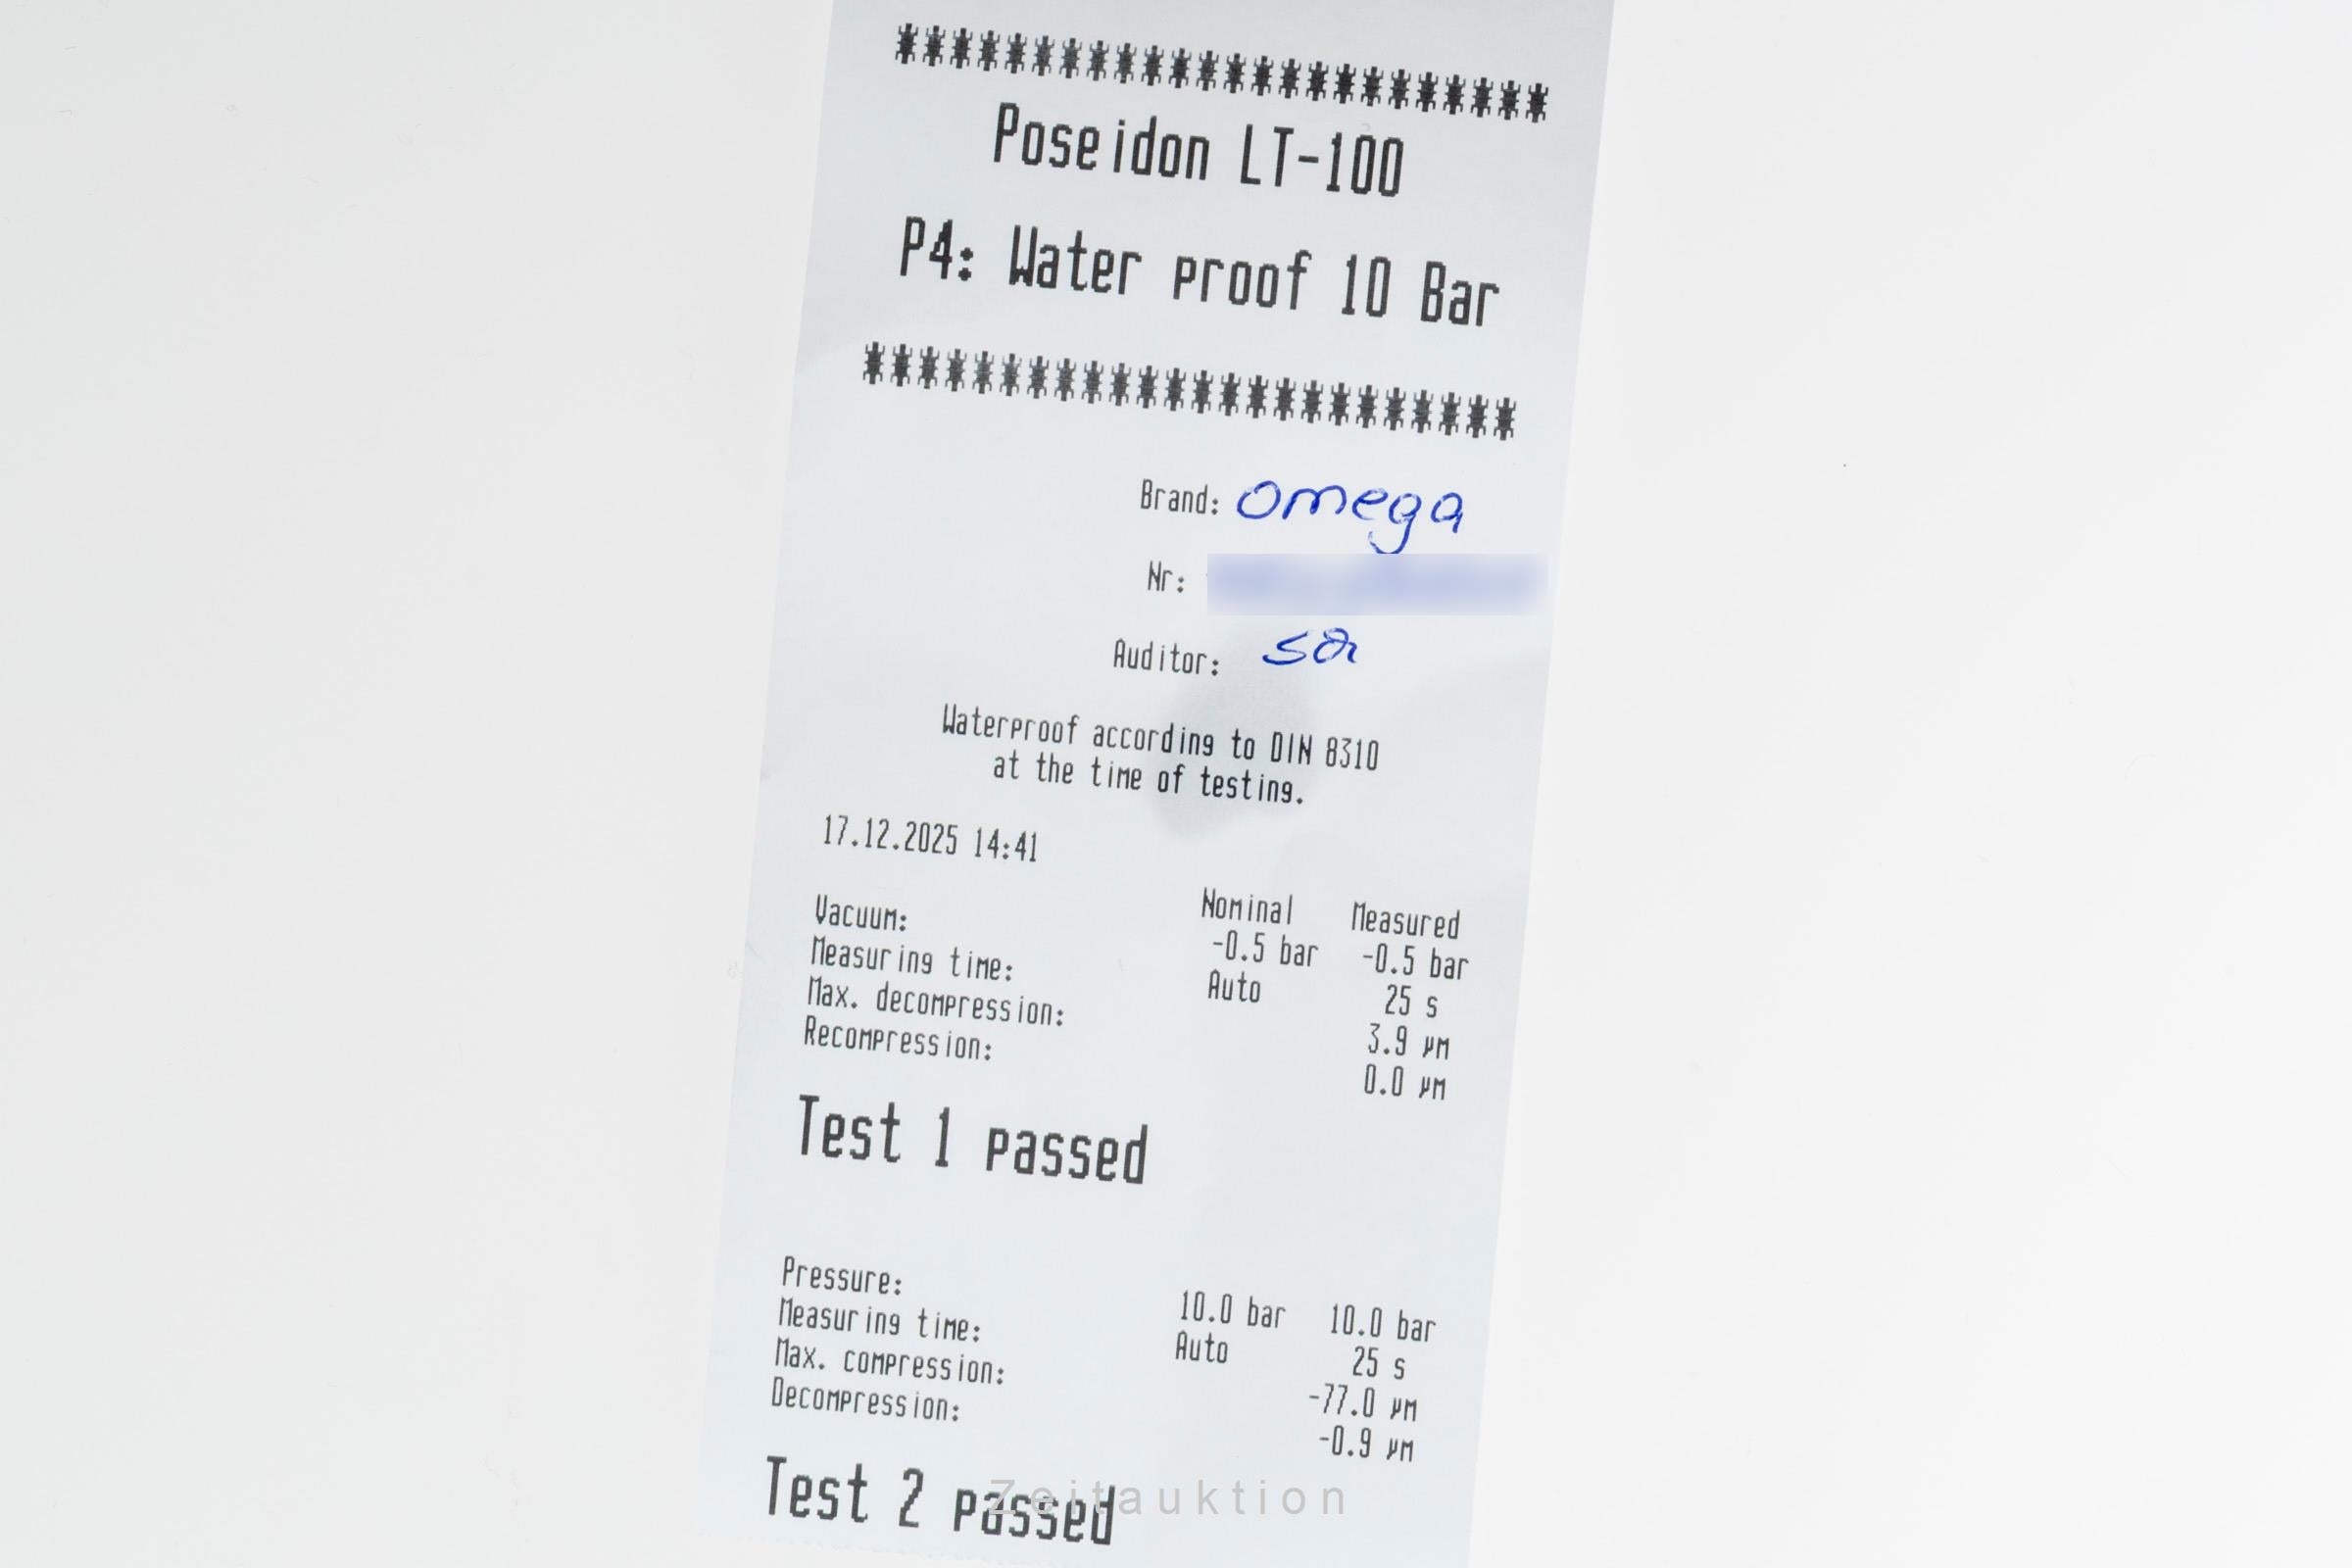 ************************
Poseidon LT-100
P4: Water proof 10 Bar
************************
Brand: Omega
Nr:
Auditor:
Waterproof according to DIN 8310
at the time of testing.
17.12.2025 14:41
Nominal Measured
Vacuum: -0.5 bar -0.5 bar
Measuring time: Auto 25 s
Max. decompression: 3.9 µm
Recompression: 0.0 µm
Test 1 passed
Pressure: 10.0 bar 10.0 bar
Measuring time: Auto 25 s
Max. compression: -77.0 µm
Decompression: -0.9 µm
Test 2 passed
Zeitauktion